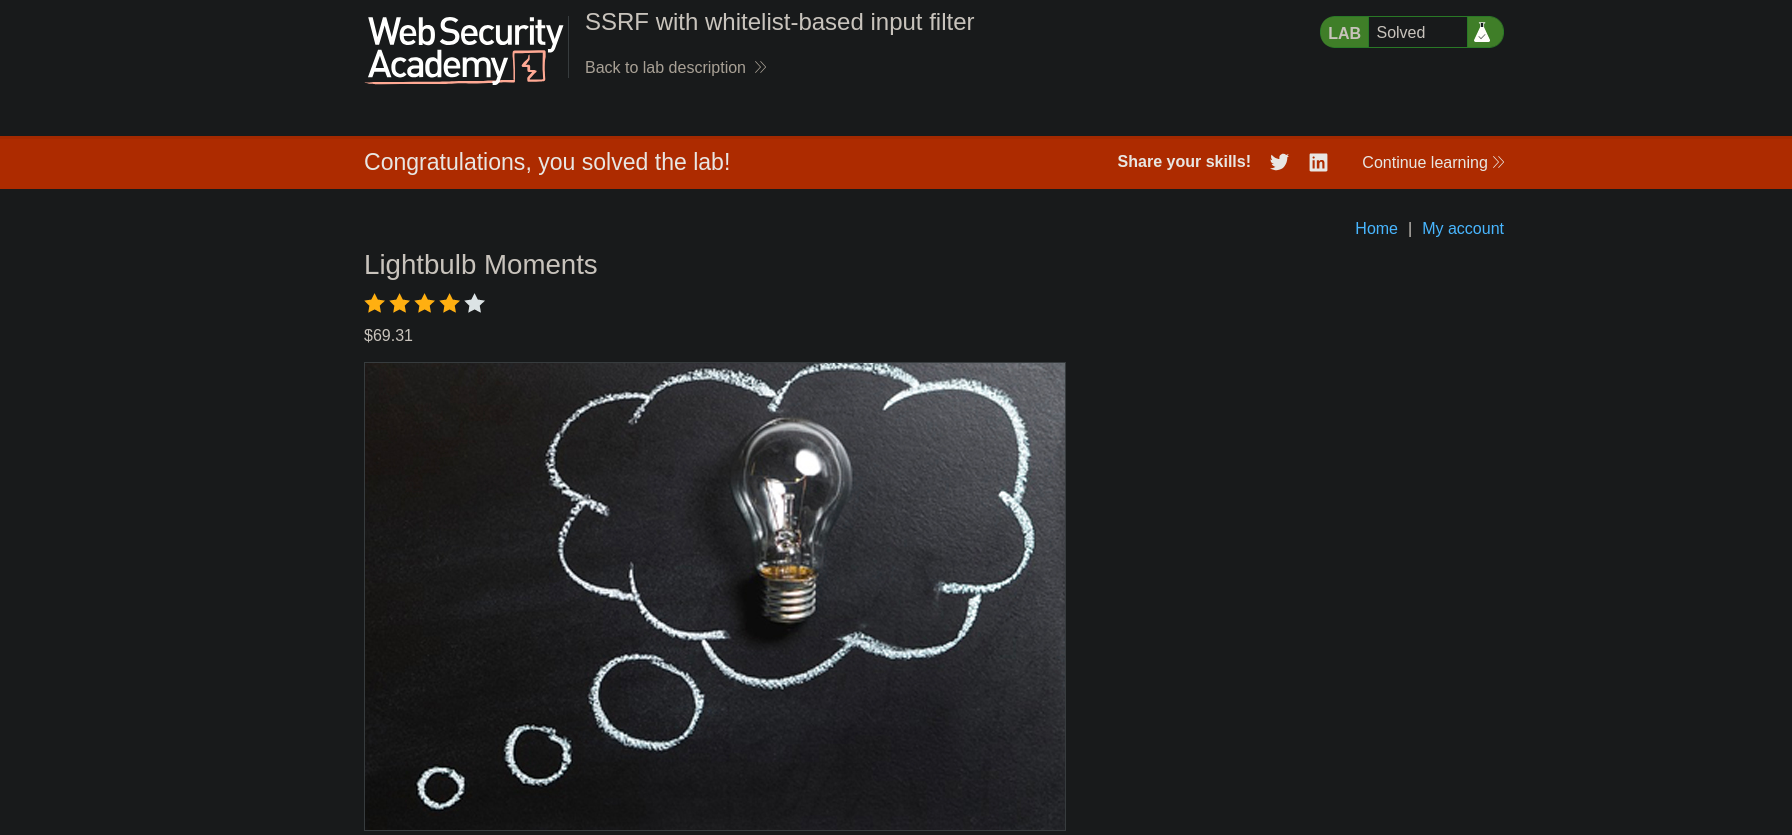 Web Security
Academy
SSRF with whitelist-based input filter
Back to lab description
LAB Solved
Congratulations, you solved the lab!
Share your skills!
Continue learning
Home | My account
Lightbulb Moments
$69.31